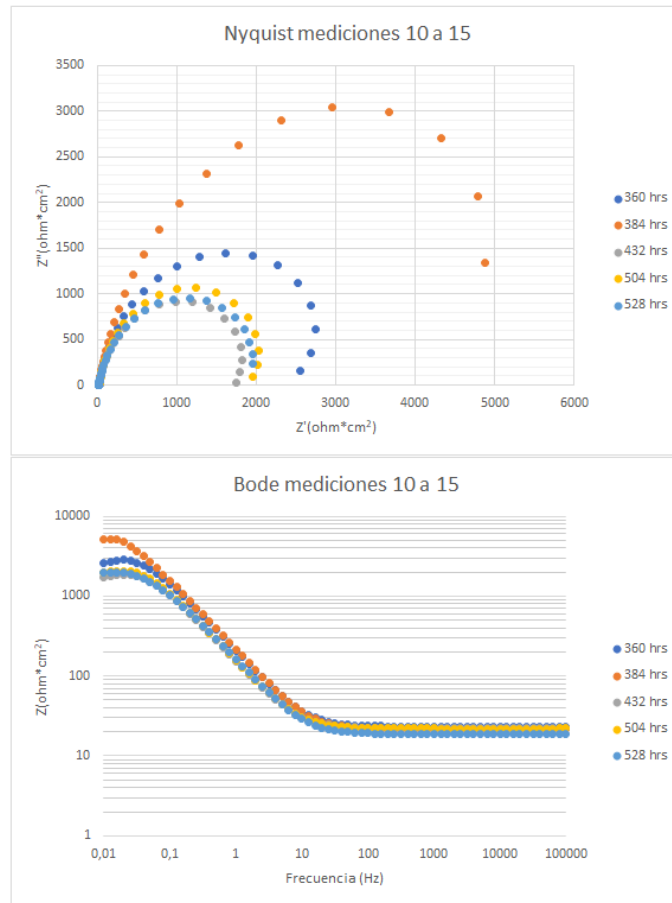 Nyquist mediciones 10 a 15
Z''(ohm*cm²)
3500
3000
2500
2000
1500
1000
500
0
0 1000 2000 3000 4000 5000 6000
Z'(ohm*cm²)
360 hrs
384 hrs
432 hrs
504 hrs
528 hrs
Bode mediciones 10 a 15
Z(ohm*cm²)
10000
1000
100
10
1
0,01 0,1 1 10 100 1000 10000 100000
Frecuencia (Hz)
360 hrs
384 hrs
432 hrs
504 hrs
528 hrs